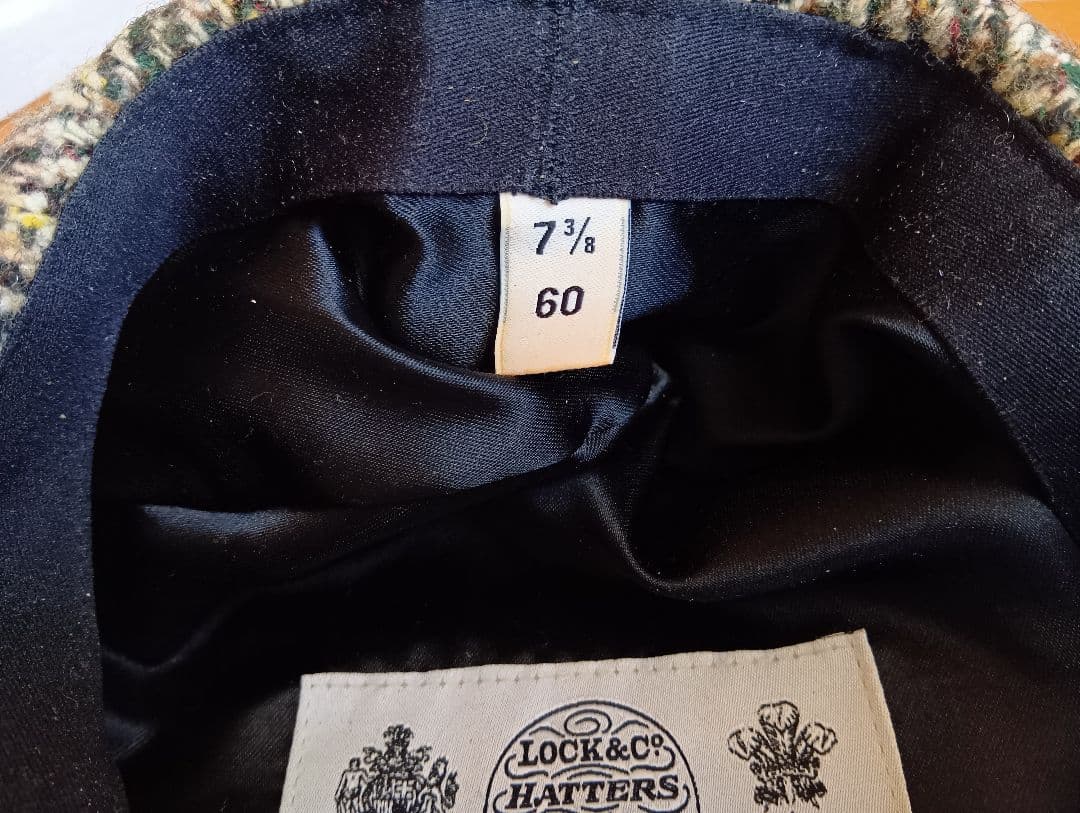 7 3/8
60
LOCK & Cº
HATTERS